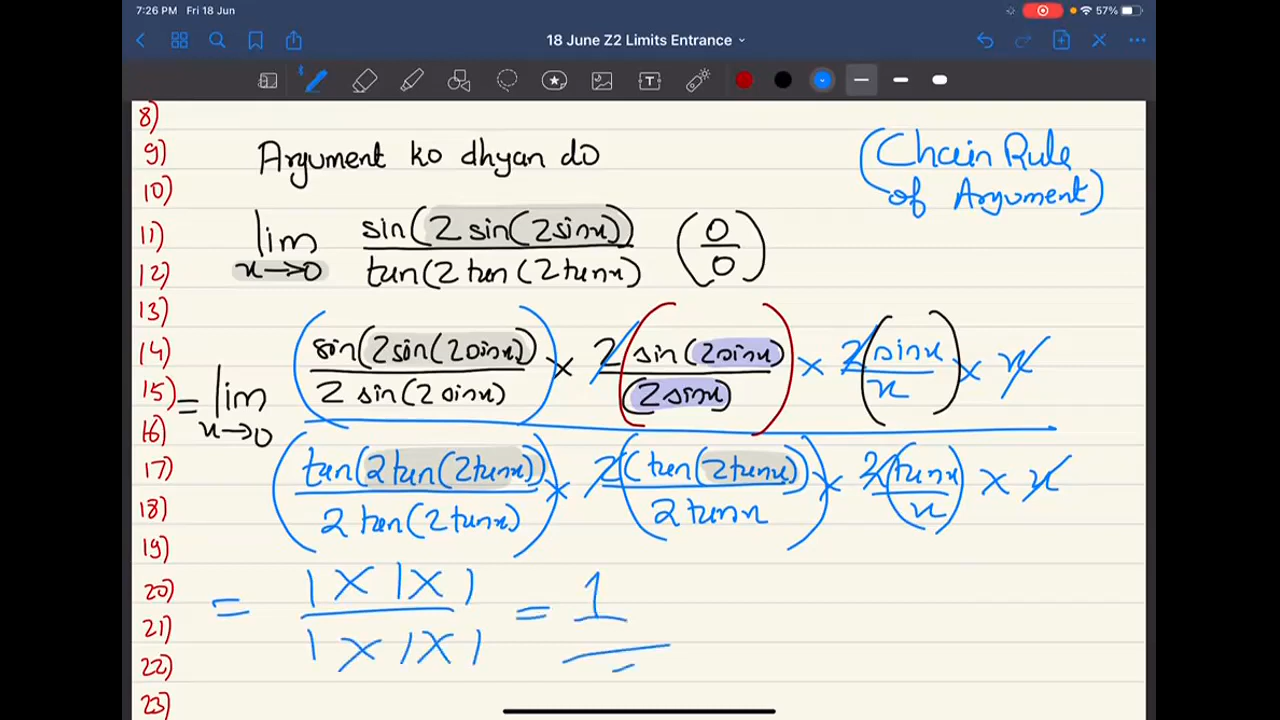 7:26 PM Fri 18 Jun
57%
18 June Z2 Limits Entrance
8)
9) Argument ko dhyan do (Chain Rule
10) of Argument)
11) lim sin(2 sin(2sinx)) (0/0)
12) x→0 tan(2 tan(2tanx)
13)
14) (sin(2sin(2sinx)) × 2 (sin(2sinx) ) × 2(sinx) × x
15) = lim 2 sin(2sinx) (2sinx) x
16) x→0
17) (tan(2tan(2tanx)) × 2(tan(2tanx)) × 2(tanx) × x
18) 2 tan(2tanx) 2tanx x
19)
20) = 1×1×1 = 1
21) 1×1×1
22)
23)